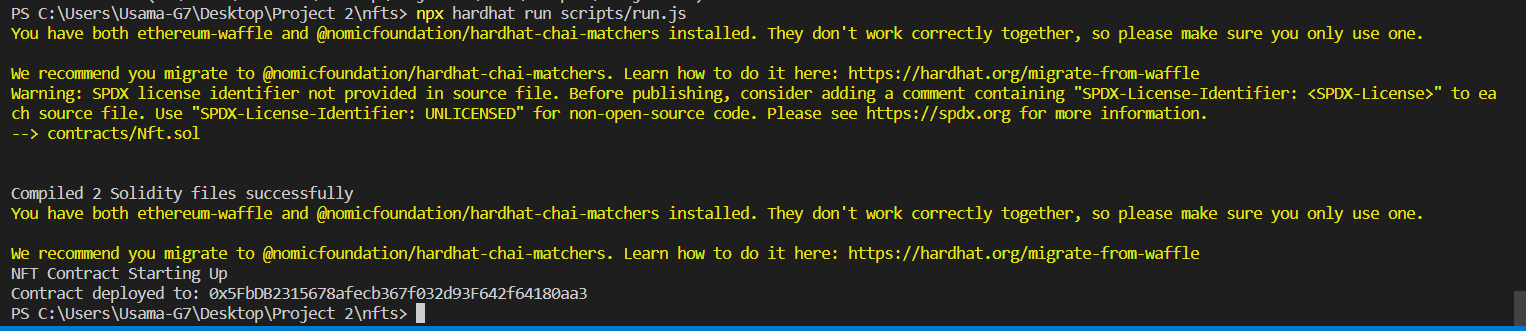 PS C:\Users\Usama-G7\Desktop\Project 2\nfts> npx hardhat run scripts/run.js
You have both ethereum-waffle and @nomicfoundation/hardhat-chai-matchers installed. They don't work correctly together, so please make sure you only use one.
We recommend you migrate to @nomicfoundation/hardhat-chai-matchers. Learn how to do it here: https://hardhat.org/migrate-from-waffle
Warning: SPDX license identifier not provided in source file. Before publishing, consider adding a comment containing "SPDX-License-Identifier: <SPDX-License>" to ea
ch source file. Use "SPDX-License-Identifier: UNLICENSED" for non-open-source code. Please see https://spdx.org for more information.
--> contracts/Nft.sol
Compiled 2 Solidity files successfully
You have both ethereum-waffle and @nomicfoundation/hardhat-chai-matchers installed. They don't work correctly together, so please make sure you only use one.
We recommend you migrate to @nomicfoundation/hardhat-chai-matchers. Learn how to do it here: https://hardhat.org/migrate-from-waffle
NFT Contract Starting Up
Contract deployed to: 0x5FbDB2315678afecb367f032d93F642f64180aa3
PS C:\Users\Usama-G7\Desktop\Project 2\nfts>